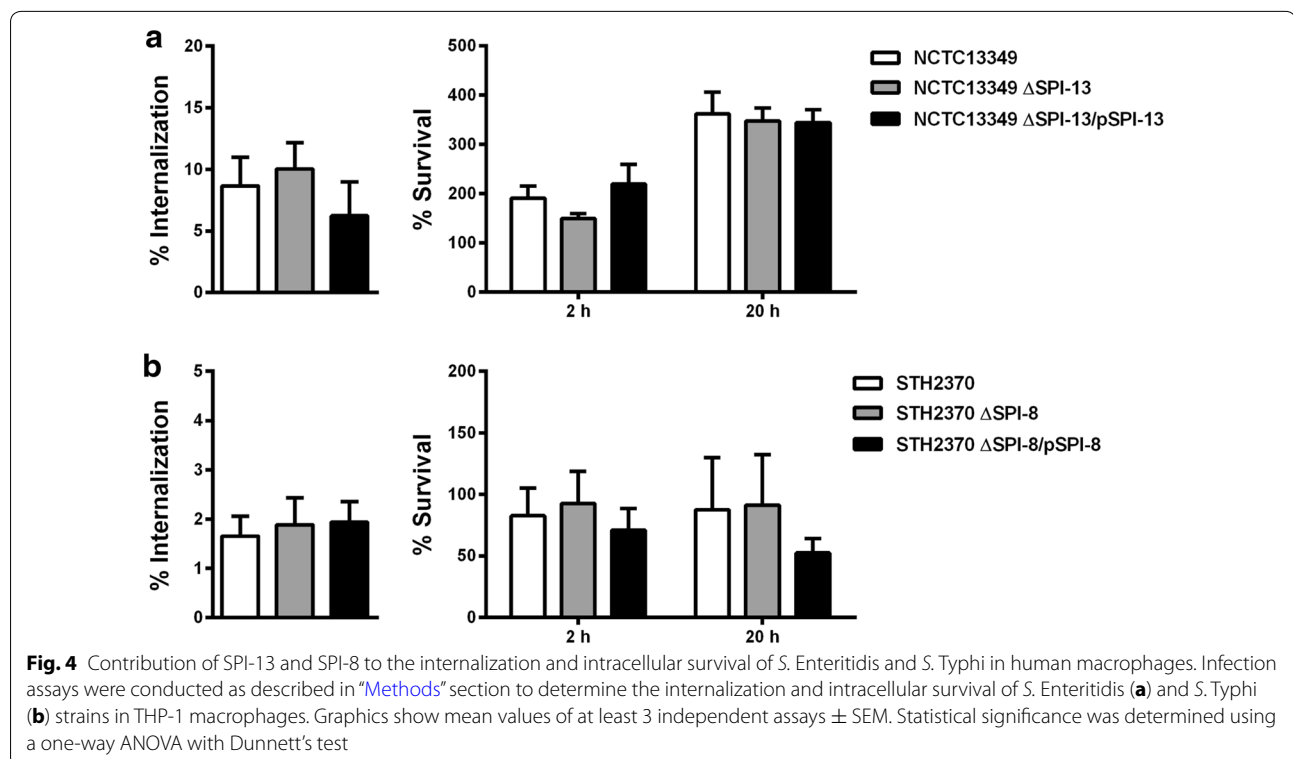 a
% Internalization
20
15
10
5
0
% Survival
500
400
300
200
100
0
2 h
20 h
NCTC13349
NCTC13349 ΔSPI-13
NCTC13349 ΔSPI-13/pSPI-13
b
% Internalization
5
4
3
2
1
0
% Survival
200
150
100
50
0
2 h
20 h
STH2370
STH2370 ΔSPI-8
STH2370 ΔSPI-8/pSPI-8
Fig. 4 Contribution of SPI-13 and SPI-8 to the internalization and intracellular survival of S. Enteritidis and S. Typhi in human macrophages. Infection
assays were conducted as described in “Methods” section to determine the internalization and intracellular survival of S. Enteritidis (a) and S. Typhi
(b) strains in THP-1 macrophages. Graphics show mean values of at least 3 independent assays ± SEM. Statistical significance was determined using
a one-way ANOVA with Dunnett’s test